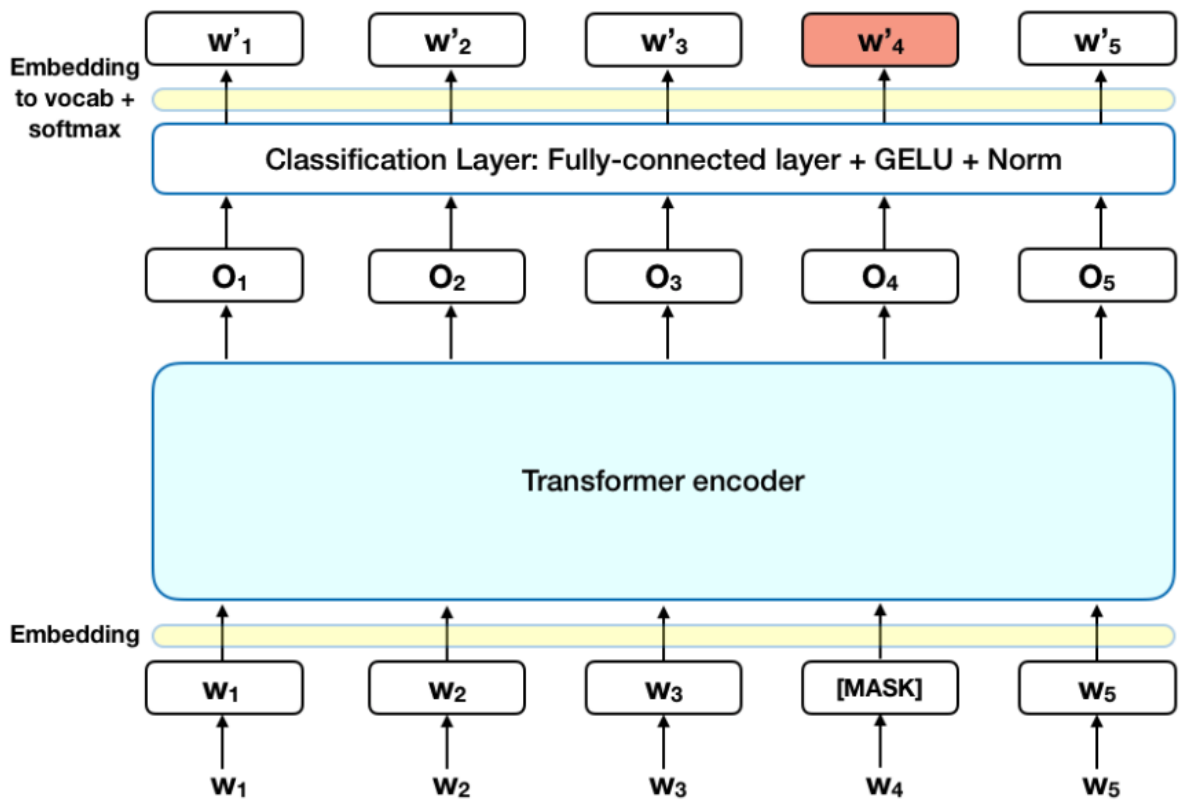 w'₁ w'₂ w'₃ w'₄ w'₅
Embedding
to vocab +
softmax
Classification Layer: Fully-connected layer + GELU + Norm
O₁ O₂ O₃ O₄ O₅
Transformer encoder
Embedding
w₁ w₂ w₃ [MASK] w₅
w₁ w₂ w₃ w₄ w₅